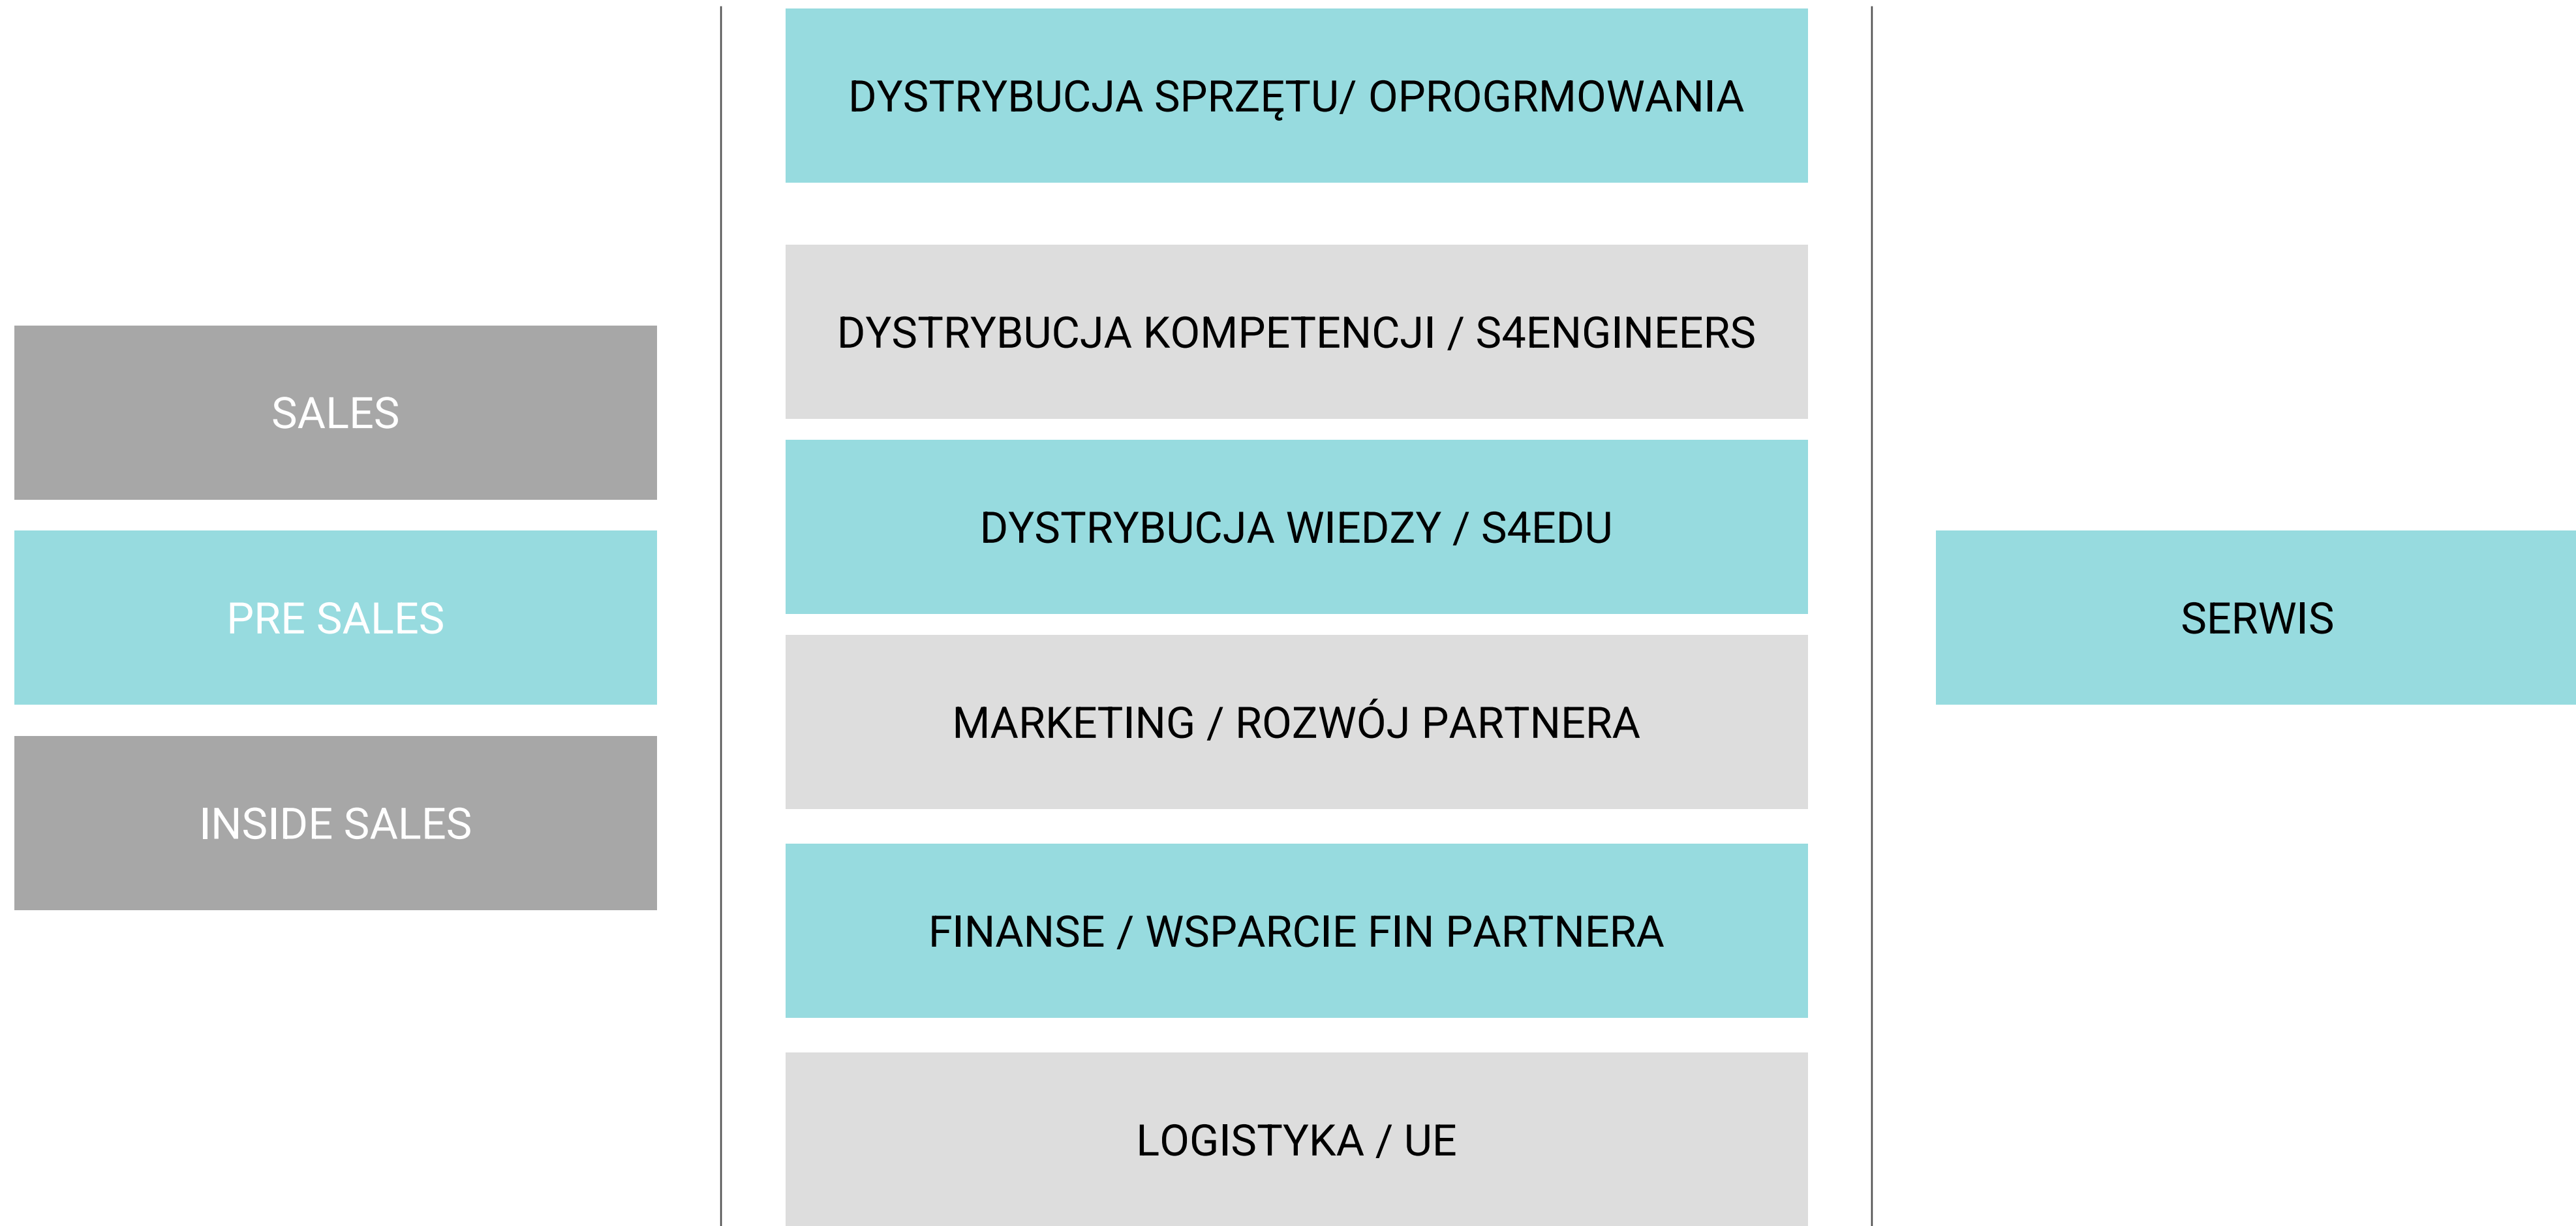 SALES
PRE SALES
INSIDE SALES
DYSTRYBUCJA SPRZĘTU/ OPROGRMOWANIA
DYSTRYBUCJA KOMPETENCJI / S4ENGINEERS
DYSTRYBUCJA WIEDZY / S4EDU
MARKETING / ROZWÓJ PARTNERA
FINANSE / WSPARCIE FIN PARTNERA
LOGISTYKA / UE
SERWIS